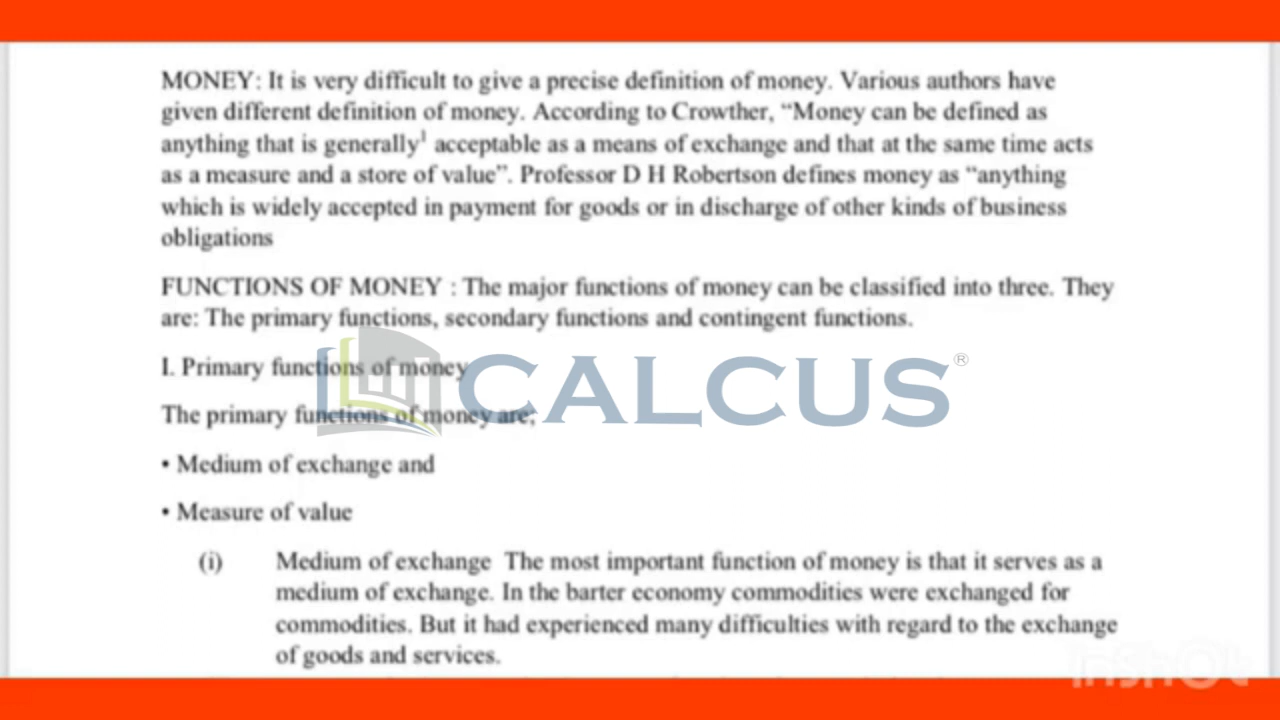 MONEY: It is very difficult to give a precise definition of money. Various authors have
given different definition of money. According to Crowther, “Money can be defined as
anything that is generally¹ acceptable as a means of exchange and that at the same time acts
as a measure and a store of value”. Professor D H Robertson defines money as “anything
which is widely accepted in payment for goods or in discharge of other kinds of business
obligations
FUNCTIONS OF MONEY : The major functions of money can be classified into three. They
are: The primary functions, secondary functions and contingent functions.
I. Primary functions of money
CALCUS®
The primary functions of money are;
• Medium of exchange and
• Measure of value
(i) Medium of exchange The most important function of money is that it serves as a
medium of exchange. In the barter economy commodities were exchanged for
commodities. But it had experienced many difficulties with regard to the exchange
of goods and services.
InShOt